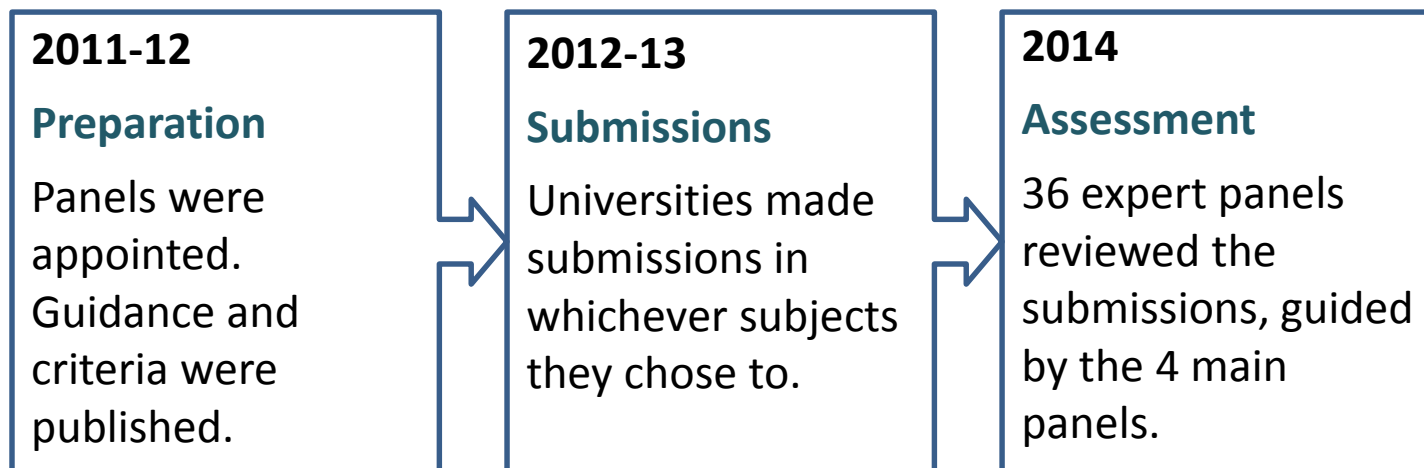 2011-12
Preparation
Panels were
appointed.
Guidance and
criteria were
published.
2012-13
Submissions
Universities made
submissions in
whichever subjects
they chose to.
2014
Assessment
36 expert panels
reviewed the
submissions, guided
by the 4 main
panels.